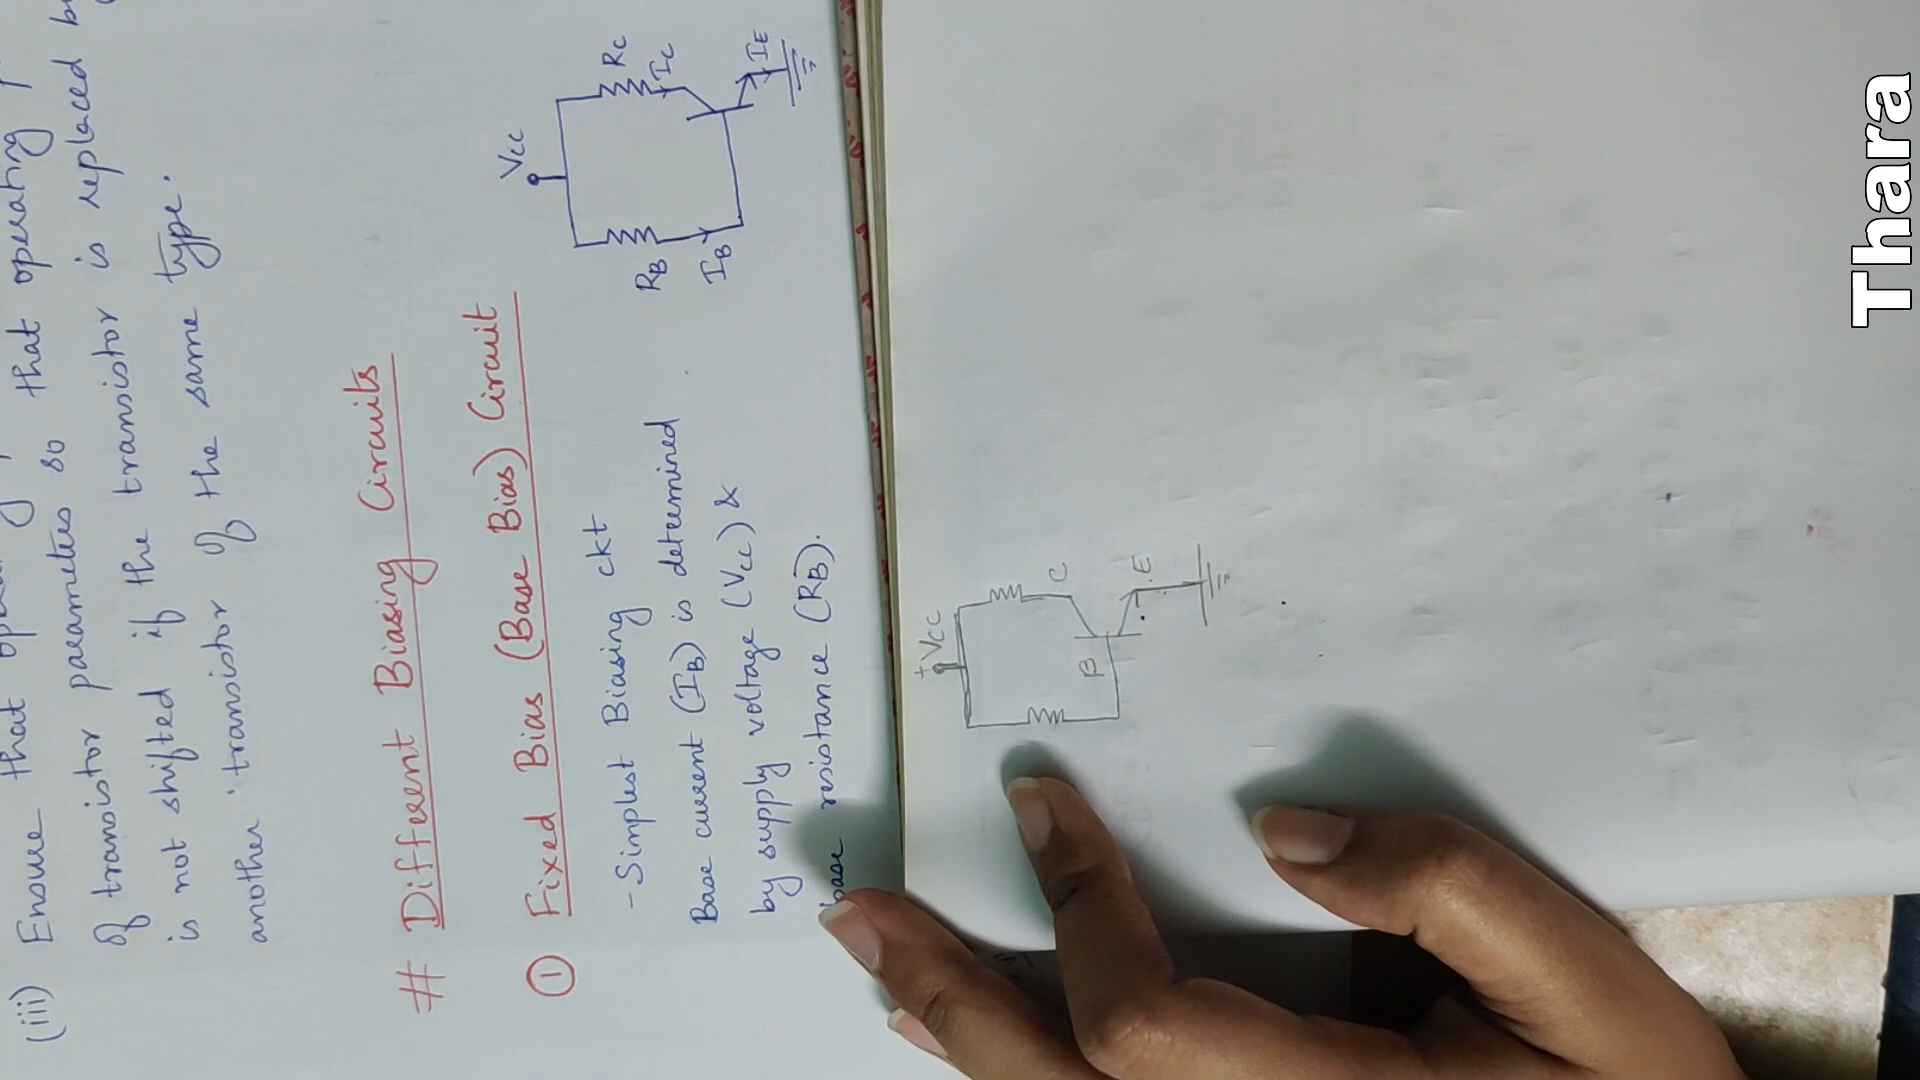 (iii) Ensure that that operating
of transistor parameters so that operating
is not shifted if the transistor is replaced
another transistor of the same type.
# Different Biasing Circuits
① Fixed Bias (Base Bias) Circuit
- Simplest Biasing ckt
Base current (IB) is determined
by supply voltage (Vcc) &
base resistance (RB).
Vcc
RB
RC
IC
IB
IE
+Vcc
C
B
E
Thara